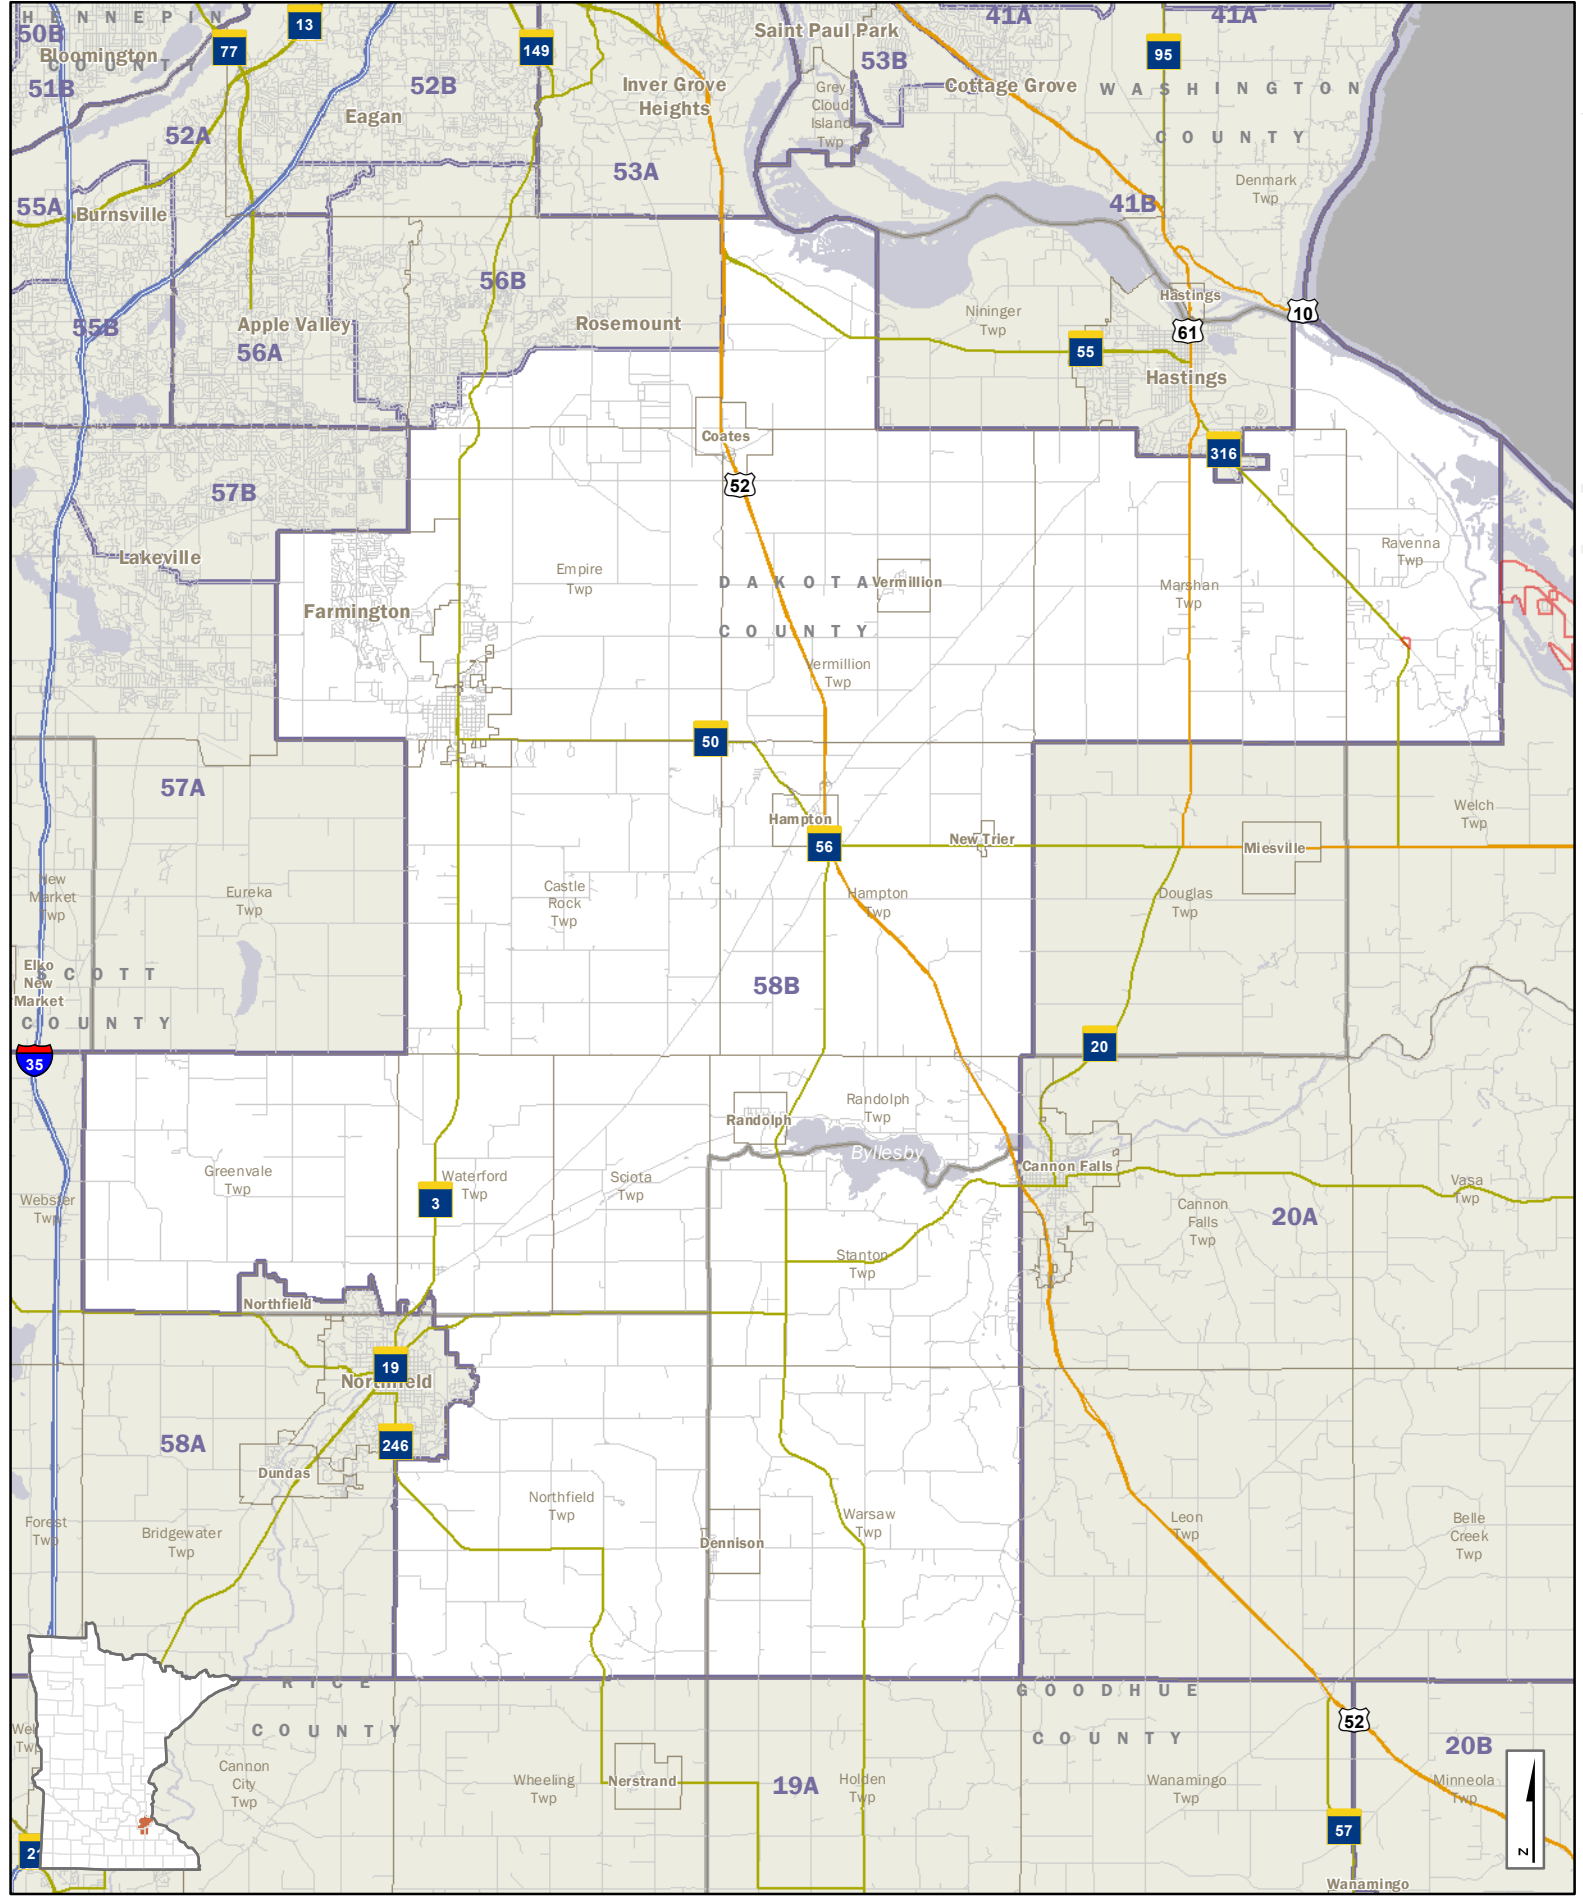 HENNEPIN
COUNTY
50B
Bloomington
51B
77
13
149
52B
Eagan
52A
Inver Grove
Heights
53A
Saint Paul Park
53B
Grey
Cloud
Island
Twp
41A
41A
95
Cottage Grove
WASHINGTON
COUNTY
Denmark
Twp
41B
55A
Burnsville
55B
Apple Valley
56A
56B
Rosemount
Nininger
Twp
Hastings
10
61
55
Hastings
316
Coates
52
57B
Lakeville
Farmington
Empire
Twp
DAKOTA
COUNTY
Vermillion
Vermillion
Twp
Marshan
Twp
Ravenna
Twp
50
57A
Hampton
56
New Trier
Miesville
Welch
Twp
New
Market
Twp
Eureka
Twp
Castle
Rock
Twp
Hampton
Twp
Douglas
Twp
Elko
New
Market
SCOTT
COUNTY
58B
35
20
Randolph
Randolph
Twp
Byllesby
Cannon Falls
Greenvale
Twp
Waterford
Twp
3
Sciota
Twp
Webster
Twp
Cannon
Falls
Twp
20A
Vasa
Twp
Stanton
Twp
Northfield
19
Northfield
246
58A
Dundas
Northfield
Twp
Warsaw
Twp
Dennison
Forest
Twp
Bridgewater
Twp
Leon
Twp
Belle
Creek
Twp
RICE
COUNTY
GOODHUE
COUNTY
52
20B
Cannon
City
Twp
Wheeling
Twp
Nerstrand
19A
Holden
Twp
Wanamingo
Twp
Minneola
Twp
57
Wanamingo
N